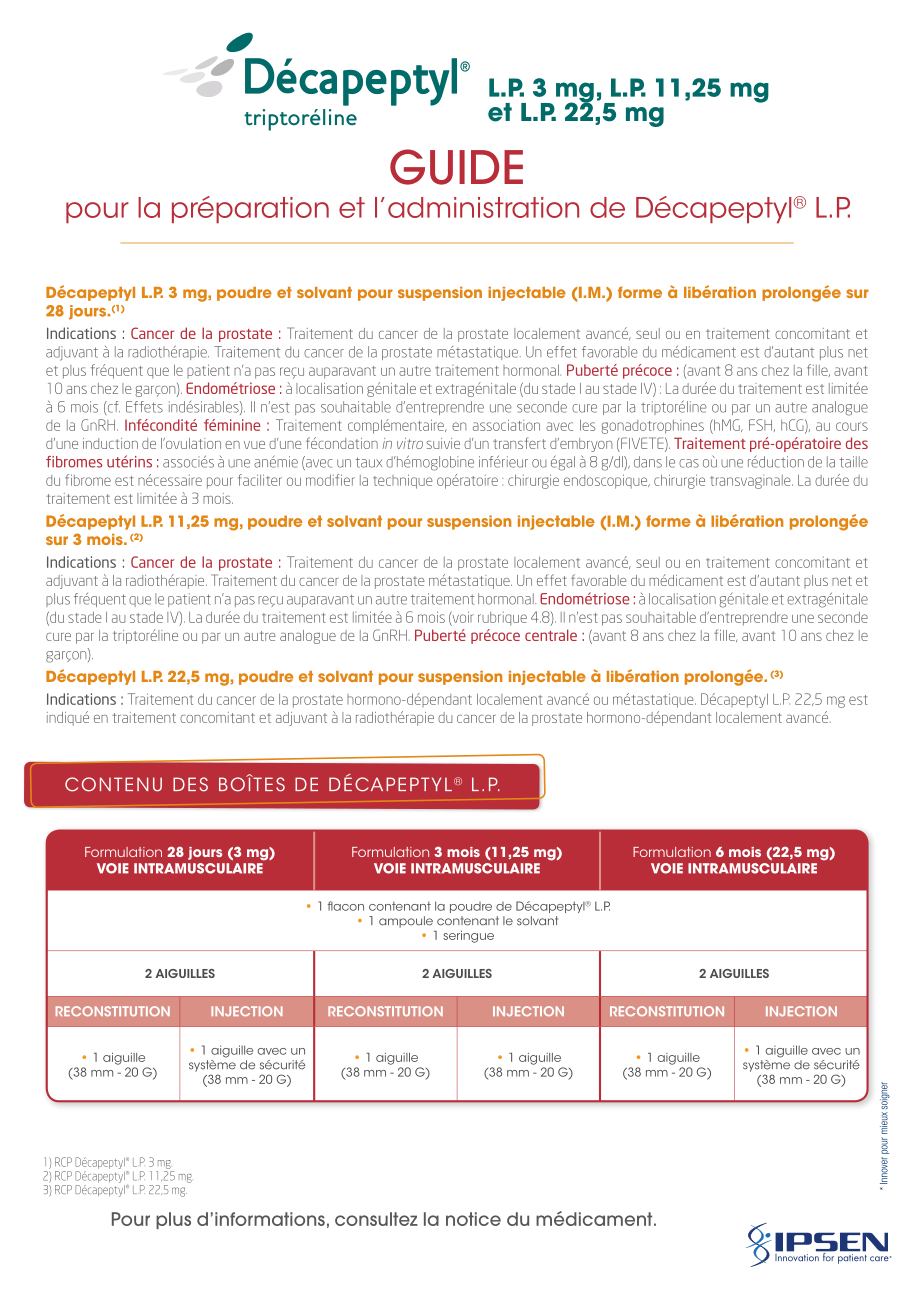 Décapeptyl®
triptoréline
L.P. 3 mg, L.P. 11,25 mg
et L.P. 22,5 mg
GUIDE
pour la préparation et l’administration de Décapeptyl® L.P.
Décapeptyl L.P. 3 mg, poudre et solvant pour suspension injectable (I.M.) forme à libération prolongée sur
28 jours.(1)
Indications : Cancer de la prostate : Traitement du cancer de la prostate localement avancé, seul ou en traitement concomitant et
adjuvant à la radiothérapie. Traitement du cancer de la prostate métastatique. Un effet favorable du médicament est d’autant plus net
et plus fréquent que le patient n’a pas reçu auparavant un autre traitement hormonal. Puberté précoce : (avant 8 ans chez la fille, avant
10 ans chez le garçon). Endométriose : à localisation génitale et extragénitale (du stade I au stade IV) : La durée du traitement est limitée
à 6 mois (cf. Effets indésirables). Il n’est pas souhaitable d’entreprendre une seconde cure par la triptoréline ou par un autre analogue
de la GnRH. Infécondité féminine : Traitement complémentaire, en association avec les gonadotrophines (hMG, FSH, hCG), au cours
d’une induction de l’ovulation en vue d’une fécondation in vitro suivie d’un transfert d’embryon (FIVETE). Traitement pré-opératoire des
fibromes utérins : associés à une anémie (avec un taux d’hémoglobine inférieur ou égal à 8 g/dl), dans le cas où une réduction de la taille
du fibrome est nécessaire pour faciliter ou modifier la technique opératoire : chirurgie endoscopique, chirurgie transvaginale. La durée du
traitement est limitée à 3 mois.
Décapeptyl L.P. 11,25 mg, poudre et solvant pour suspension injectable (I.M.) forme à libération prolongée
sur 3 mois. (2)
Indications : Cancer de la prostate : Traitement du cancer de la prostate localement avancé, seul ou en traitement concomitant et
adjuvant à la radiothérapie. Traitement du cancer de la prostate métastatique. Un effet favorable du médicament est d’autant plus net et
plus fréquent que le patient n’a pas reçu auparavant un autre traitement hormonal. Endométriose : à localisation génitale et extragénitale
(du stade I au stade IV). La durée du traitement est limitée à 6 mois (voir rubrique 4.8). Il n’est pas souhaitable d’entreprendre une seconde
cure par la triptoréline ou par un autre analogue de la GnRH. Puberté précoce centrale : (avant 8 ans chez la fille, avant 10 ans chez le
garçon).
Décapeptyl L.P. 22,5 mg, poudre et solvant pour suspension injectable à libération prolongée. (3)
Indications : Traitement du cancer de la prostate hormono-dépendant localement avancé ou métastatique. Décapeptyl L.P. 22,5 mg est
indiqué en traitement concomitant et adjuvant à la radiothérapie du cancer de la prostate hormono-dépendant localement avancé.
CONTENU DES BOÎTES DE DÉCAPEPTYL® L.P.
Formulation 28 jours (3 mg)
VOIE INTRAMUSCULAIRE
Formulation 3 mois (11,25 mg)
VOIE INTRAMUSCULAIRE
Formulation 6 mois (22,5 mg)
VOIE INTRAMUSCULAIRE
• 1 flacon contenant la poudre de Décapeptyl® L.P.
• 1 ampoule contenant le solvant
• 1 seringue
2 AIGUILLES
2 AIGUILLES
2 AIGUILLES
RECONSTITUTION
INJECTION
RECONSTITUTION
INJECTION
RECONSTITUTION
INJECTION
• 1 aiguille
(38 mm - 20 G)
• 1 aiguille avec un
système de sécurité
(38 mm - 20 G)
• 1 aiguille
(38 mm - 20 G)
• 1 aiguille
(38 mm - 20 G)
• 1 aiguille
(38 mm - 20 G)
• 1 aiguille avec un
système de sécurité
(38 mm - 20 G)
* Innover pour mieux soigner
1) RCP Décapeptyl® L.P. 3 mg.
2) RCP Décapeptyl® L.P. 11,25 mg.
3) RCP Décapeptyl® L.P. 22,5 mg.
Pour plus d’informations, consultez la notice du médicament.
IPSEN
Innovation for patient care*